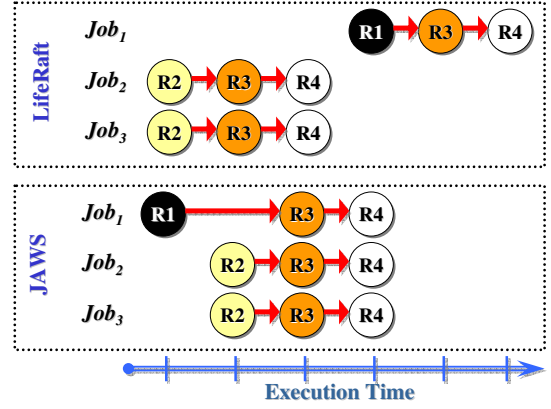 LifeRaft
Job1 R1 R3 R4
Job2 R2 R3 R4
Job3 R2 R3 R4
JAWS
Job1 R1 R3 R4
Job2 R2 R3 R4
Job3 R2 R3 R4
Execution Time